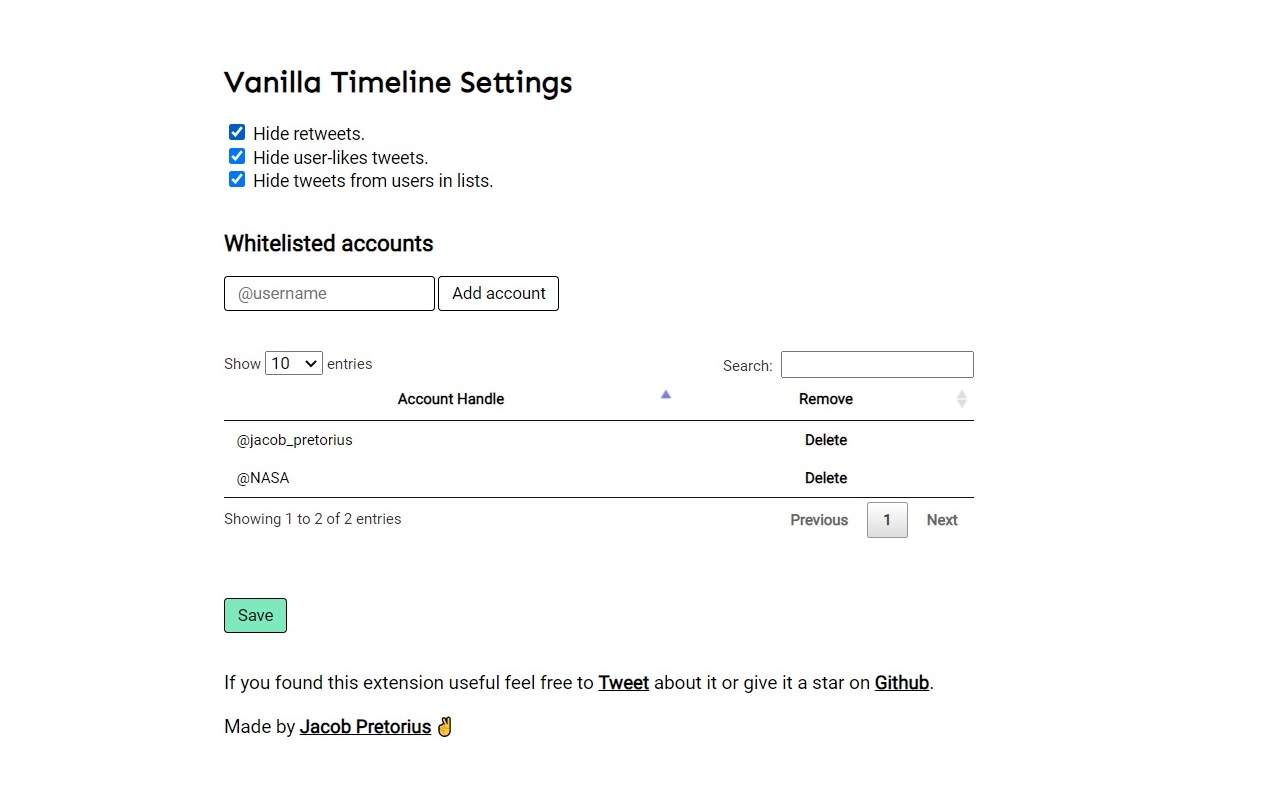 Vanilla Timeline Settings
Hide retweets.
Hide user-likes tweets.
Hide tweets from users in lists.
Whitelisted accounts
@username Add account
Show 10 entries Search:
Account Handle Remove
@jacob_pretorius Delete
@NASA Delete
Showing 1 to 2 of 2 entries Previous 1 Next
Save
If you found this extension useful feel free to Tweet about it or give it a star on Github.
Made by Jacob Pretorius ✌